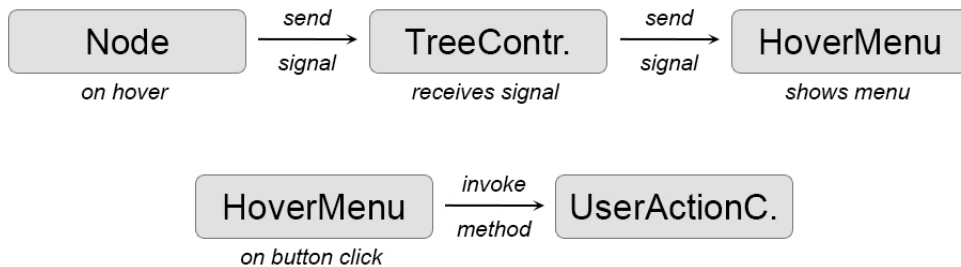 send
send
Node
TreeContr.
HoverMenu
signal
signal
on hover
receives signal
shows menu
invoke
HoverMenu
UserActionC.
method
on button click